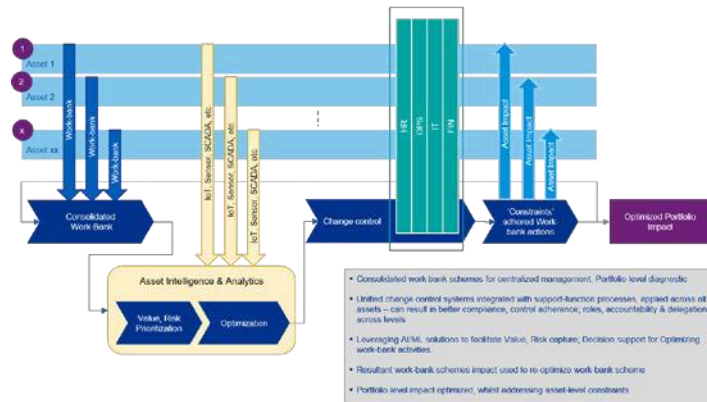 1
Asset 1
2
Asset 2
X
Asset xx
Work-bank
Work-bank
Work-bank
IoT, Sensor, SCADA, etc
IoT, Sensor, SCADA, etc
IoT, Sensor, SCADA, etc
HR
OPS
IT
FIN
Asset Impact
Asset Impact
Asset Impact
Consolidated
Work-Bank
Change control
'Constraints'
adhered Work-
bank actions
Optimized Portfolio
Impact
Asset Intelligence & Analytics
Value, Risk
Prioritization
Optimization
Consolidated work bank schemes for centralized management, Portfolio level diagnostic
Unified change control systems integrated with support-function processes, applied across all
assets – can result in better compliance, control adherence; roles, accountability & delegation
across levels
Leveraging AI/ML solutions to facilitate Value, Risk capture; Decision support for Optimizing
work-bank activities
Resultant work-bank schemes impact used to re-optimize work bank scheme
Portfolio level impact optimized, whilst addressing asset-level constraints